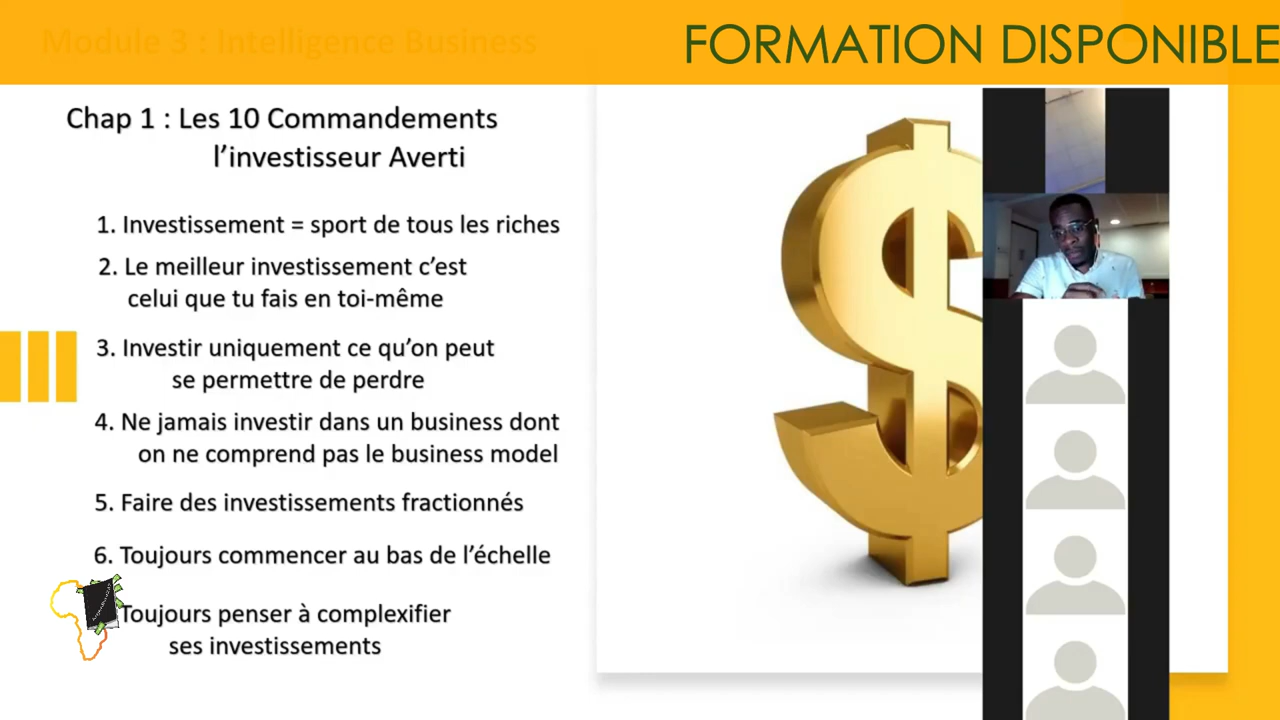 Module 3 : Intelligence Business
FORMATION DISPONIBLE
Chap 1 : Les 10 Commandements
l’investisseur Averti
1. Investissement = sport de tous les riches
2. Le meilleur investissement c’est
celui que tu fais en toi-même
3. Investir uniquement ce qu’on peut
se permettre de perdre
4. Ne jamais investir dans un business dont
on ne comprend pas le business model
5. Faire des investissements fractionnés
6. Toujours commencer au bas de l’échelle
Toujours penser à complexifier
ses investissements